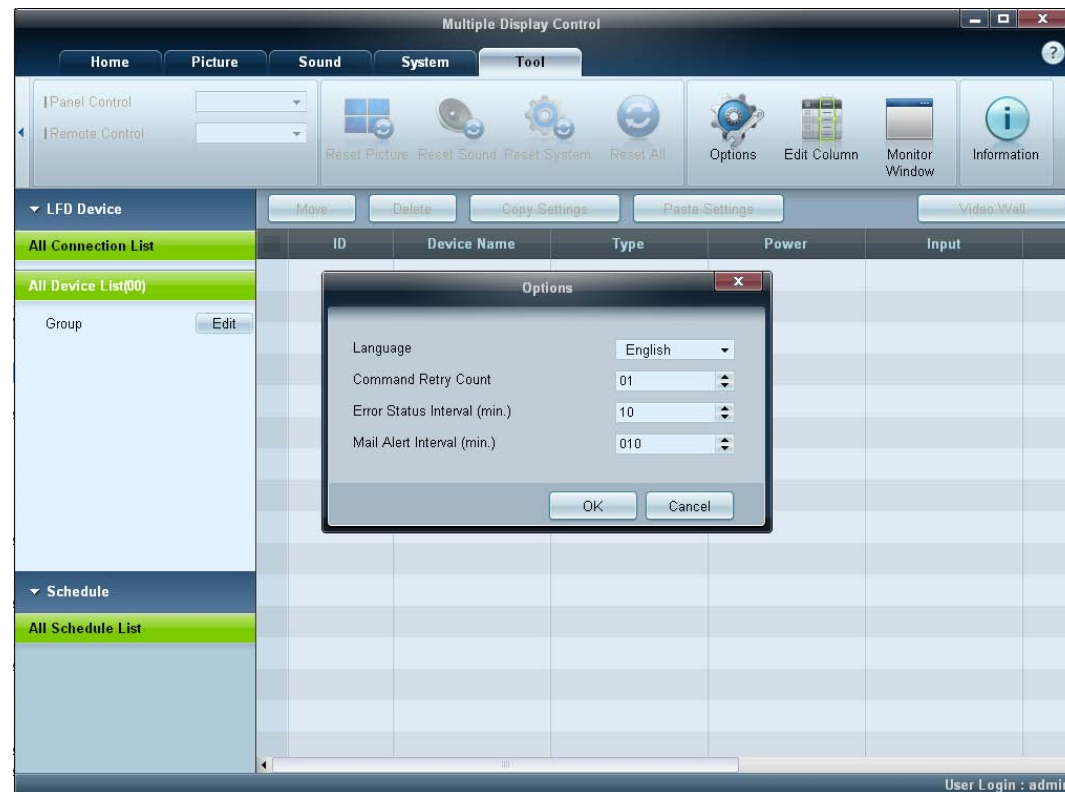 Multiple Display Control
Home Picture Sound System Tool
Panel Control
Remote Control
Reset Picture Reset Sound Reset System Reset All
Options Edit Column Monitor Window Information
LFD Device
Move Delete Copy Settings Paste Settings Video Wall
All Connection List
ID Device Name Type Power Input
All Device List(00)
Group Edit
Options
Language English
Command Retry Count 01
Error Status Interval (min.) 10
Mail Alert Interval (min.) 010
OK Cancel
Schedule
All Schedule List
User Login : admin